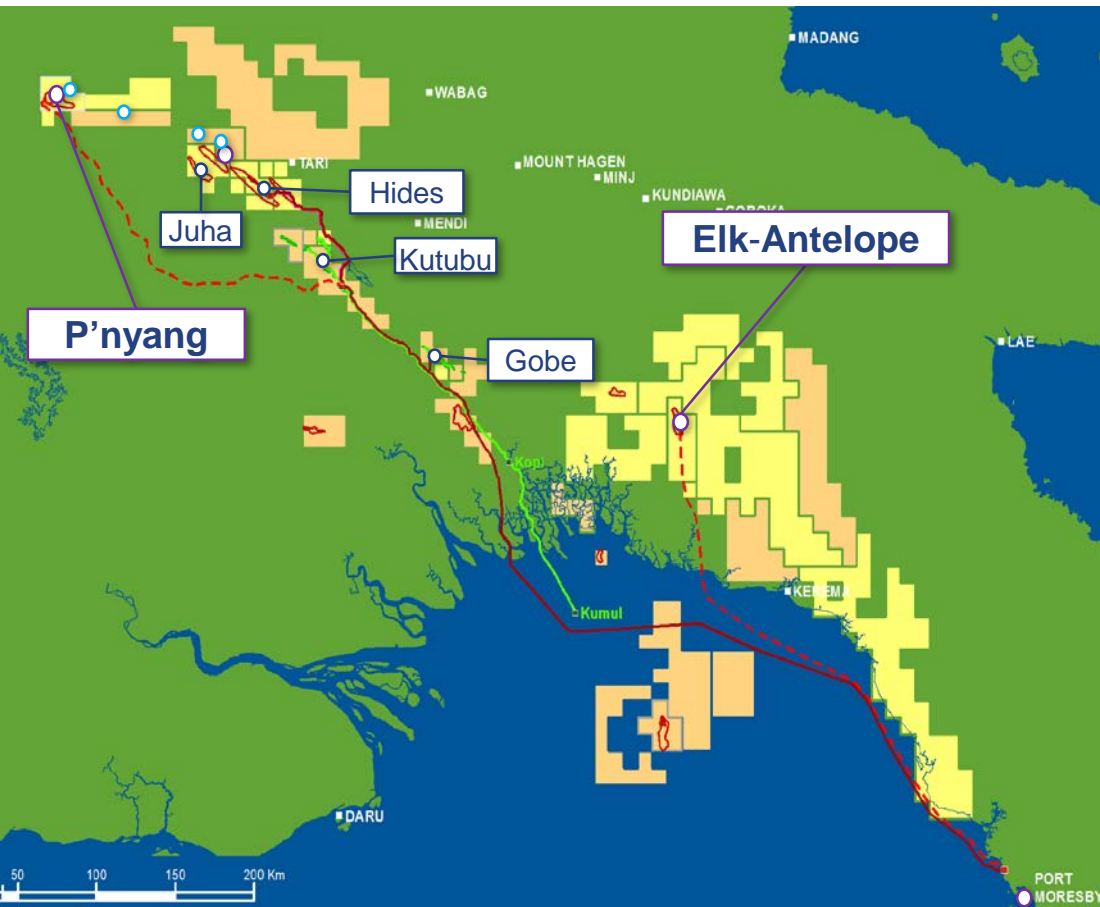 MADANG
WABAG
TARI
MOUNT HAGEN
MINJ
KUNDIAWA
GOROKA
Hides
Juha
MENDI
Kutubu
Elk-Antelope
P'nyang
LAE
Gobe
Kopi
KEREMA
Kumul
DARU
50 100 150 200 Km
PORT
MORESBY